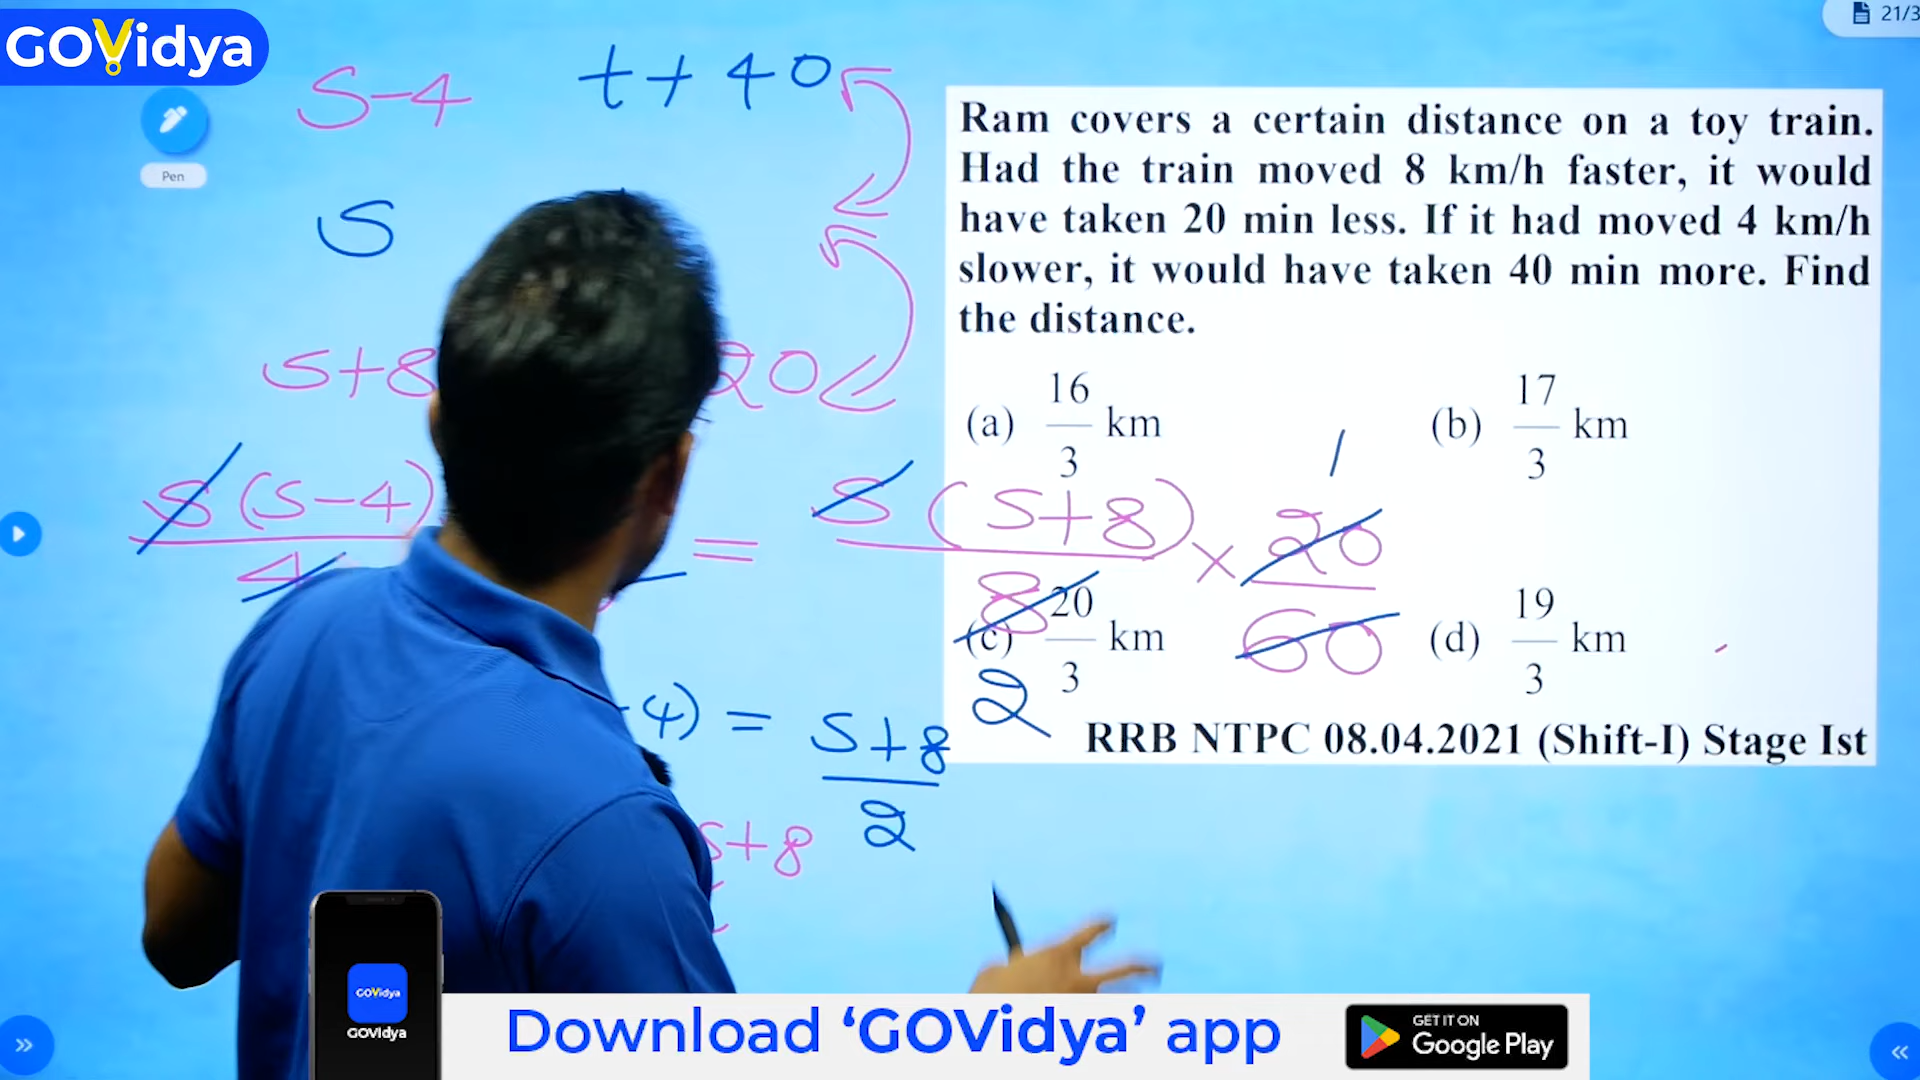 GOVidya
21/3
S-4 t+40
Pen
S
S+8 20
Ram covers a certain distance on a toy train.
Had the train moved 8 km/h faster, it would
have taken 20 min less. If it had moved 4 km/h
slower, it would have taken 40 min more. Find
the distance.
(a) 16/3 km
(b) 17/3 km
(c) 20/3 km
(d) 19/3 km
RRB NTPC 08.04.2021 (Shift-I) Stage Ist
S(S-4)/4 = S(S+8)/8 × 20/60
1
2
-4) = S+8/2
S+8
GOVidya
GOVIdya
Download ‘GOVidya’ app
GET IT ON
Google Play